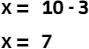 x = 10 - 3
x = 7